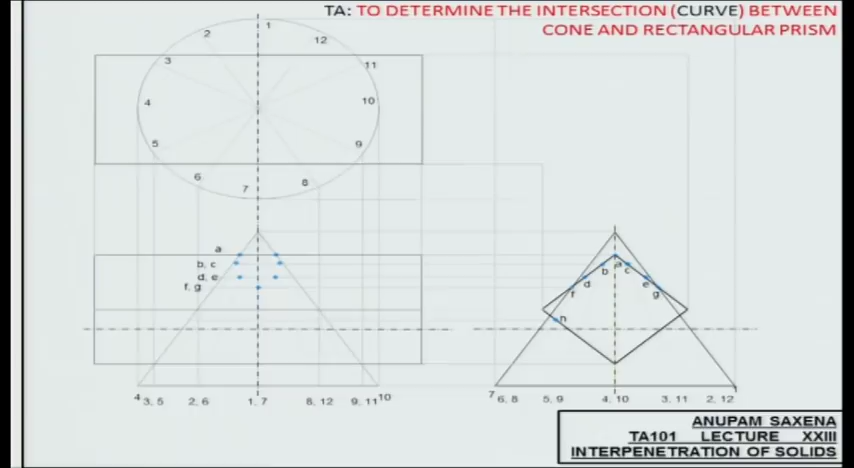 TA: TO DETERMINE THE INTERSECTION (CURVE) BETWEEN
CONE AND RECTANGULAR PRISM
1
2
12
3
11
4
10
5
9
6
8
7
a
b, c
d, e
f, g
a
b
c
d
e
f
g
h
4
3, 5
2, 6
1, 7
8, 12
9, 11
10
7
6, 8
5, 9
4, 10
3, 11
2, 12
ANUPAM SAXENA
TA101 LECTURE XXIII
INTERPENETRATION OF SOLIDS